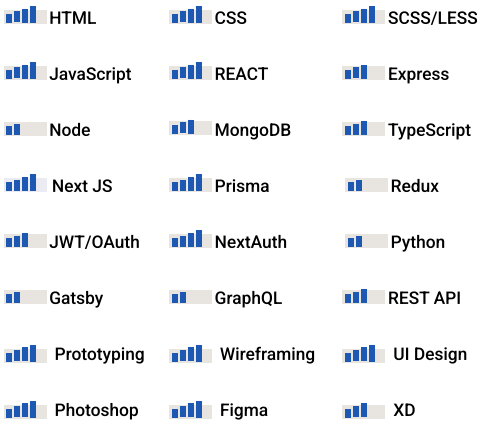 HTML CSS SCSS/LESS
JavaScript REACT Express
Node MongoDB TypeScript
Next JS Prisma Redux
JWT/OAuth NextAuth Python
Gatsby GraphQL REST API
Prototyping Wireframing UI Design
Photoshop Figma XD